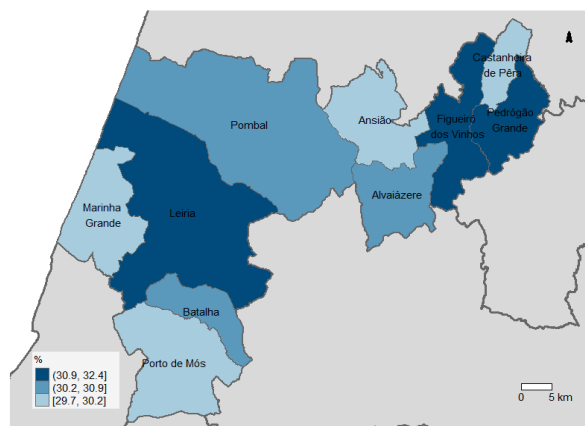 Castanheira
de Pêra
Pedrógão
Grande
Figueiró
dos Vinhos
Ansião
Pombal
Alvaiázere
Marinha
Grande
Leiria
Batalha
Porto de Mós
%
(30.9, 32.4]
(30.2, 30.9]
[29.7, 30.2]
0 5 km